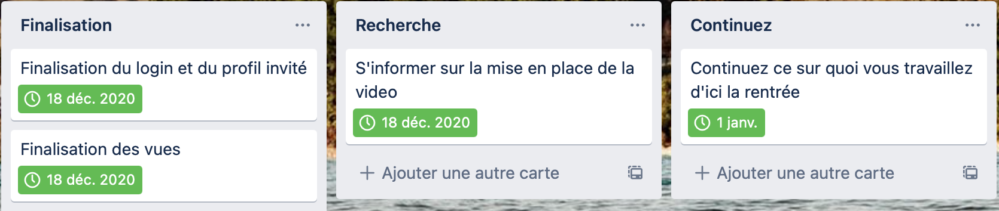 Finalisation
Finalisation du login et du profil invité
18 déc. 2020
Finalisation des vues
18 déc. 2020
Recherche
S'informer sur la mise en place de la
video
18 déc. 2020
Ajouter une autre carte
Continuez
Continuez ce sur quoi vous travaillez
d'ici la rentrée
1 janv.
Ajouter une autre carte